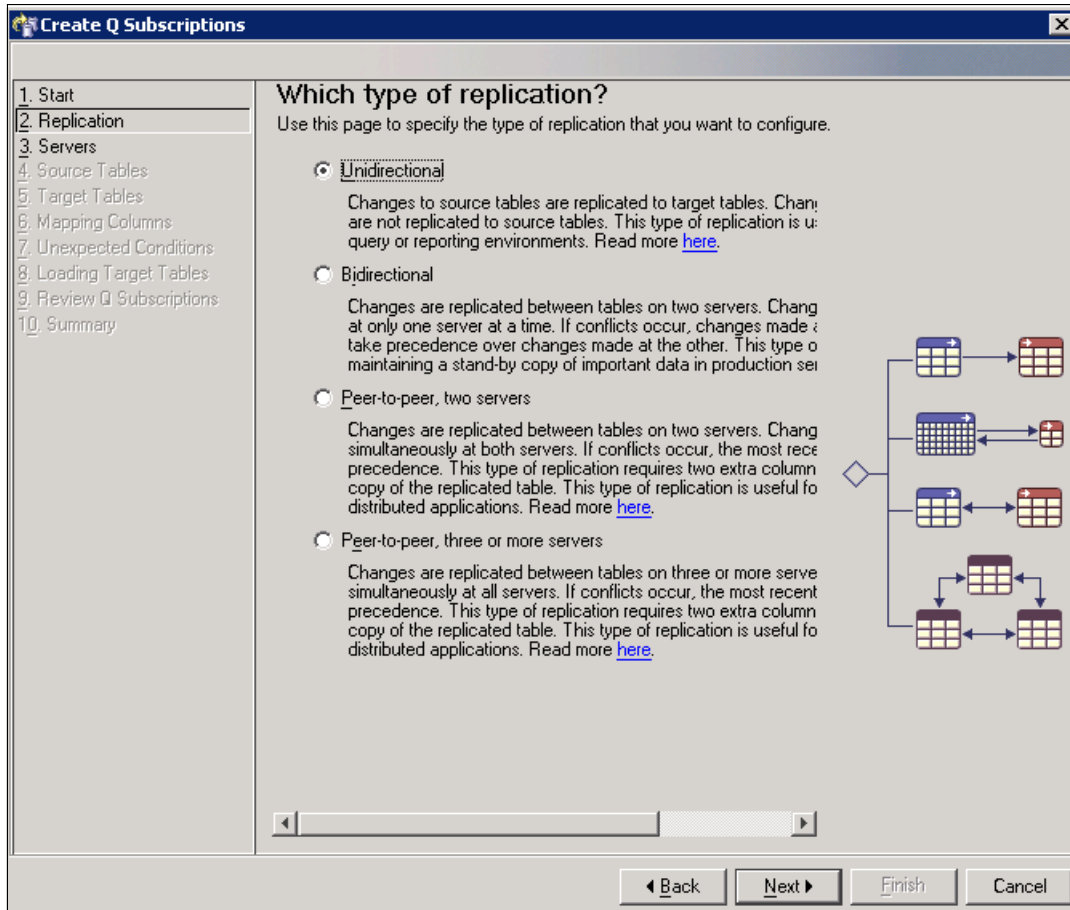 Create Q Subscriptions
1. Start
2. Replication
3. Servers
4. Source Tables
5. Target Tables
6. Mapping Columns
7. Unexpected Conditions
8. Loading Target Tables
9. Review Q Subscriptions
10. Summary
Which type of replication?
Use this page to specify the type of replication that you want to configure.
Unidirectional
Changes to source tables are replicated to target tables. Chang
are not replicated to source tables. This type of replication is u
query or reporting environments. Read more here.
Bidirectional
Changes are replicated between tables on two servers. Chang
at only one server at a time. If conflicts occur, changes made
take precedence over changes made at the other. This type o
maintaining a stand-by copy of important data in production ser
Peer-to-peer, two servers
Changes are replicated between tables on two servers. Chang
simultaneously at both servers. If conflicts occur, the most rece
precedence. This type of replication requires two extra column
copy of the replicated table. This type of replication is useful fo
distributed applications. Read more here.
Peer-to-peer, three or more servers
Changes are replicated between tables on three or more serve
simultaneously at all servers. If conflicts occur, the most recent
precedence. This type of replication requires two extra column
copy of the replicated table. This type of replication is useful fo
distributed applications. Read more here.
Back Next Finish Cancel